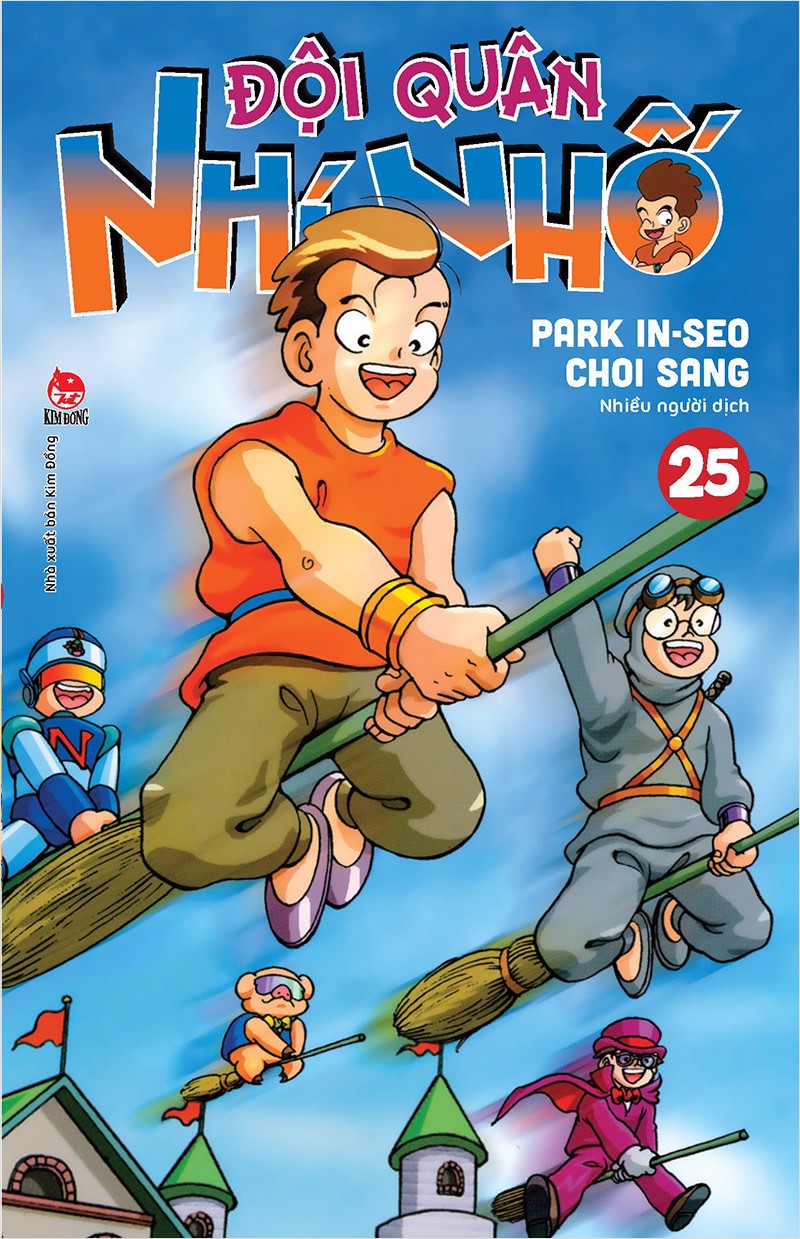 ĐỘI QUÂN
NHÍ NHỐ
PARK IN-SEO
CHOI SANG
Nhiều người dịch
25
KIM ĐỒNG
Nhà xuất bản Kim Đồng
N